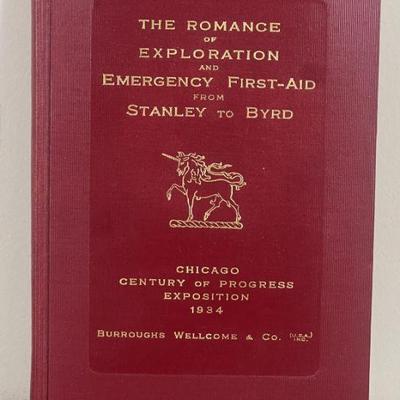 THE ROMANCE
OF
EXPLORATION
AND
EMERGENCY FIRST-AID
FROM
STANLEY TO BYRD
CHICAGO
CENTURY OF PROGRESS
EXPOSITION
1934
BURROUGHS WELLCOME & CO. (U.S.A.) INC.